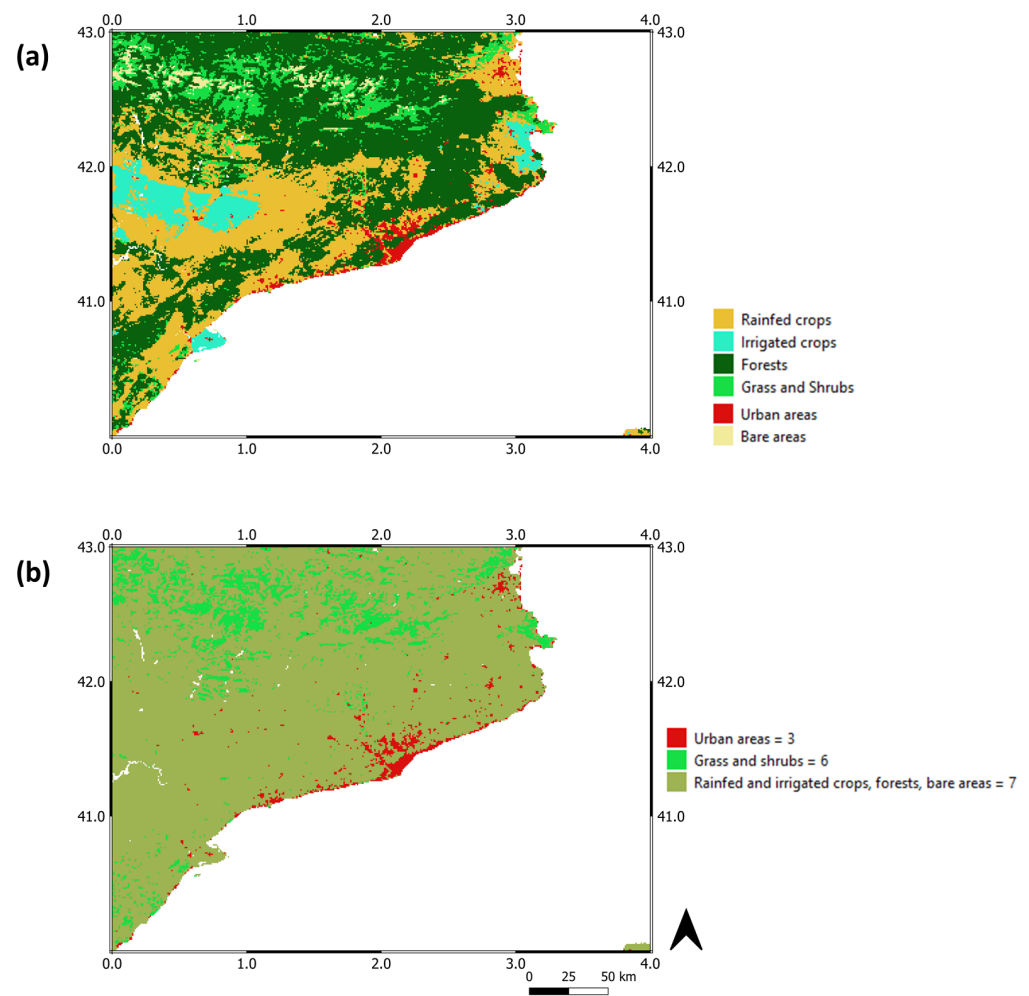 (a)
0.0 1.0 2.0 3.0 4.0
43.0 43.0
42.0 42.0
41.0 41.0
0.0 1.0 2.0 3.0 4.0
Rainfed crops
Irrigated crops
Forests
Grass and Shrubs
Urban areas
Bare areas
(b)
0.0 1.0 2.0 3.0 4.0
43.0 43.0
42.0 42.0
41.0 41.0
0.0 1.0 2.0 3.0 4.0
Urban areas = 3
Grass and shrubs = 6
Rainfed and irrigated crops, forests, bare areas = 7
0 25 50 km